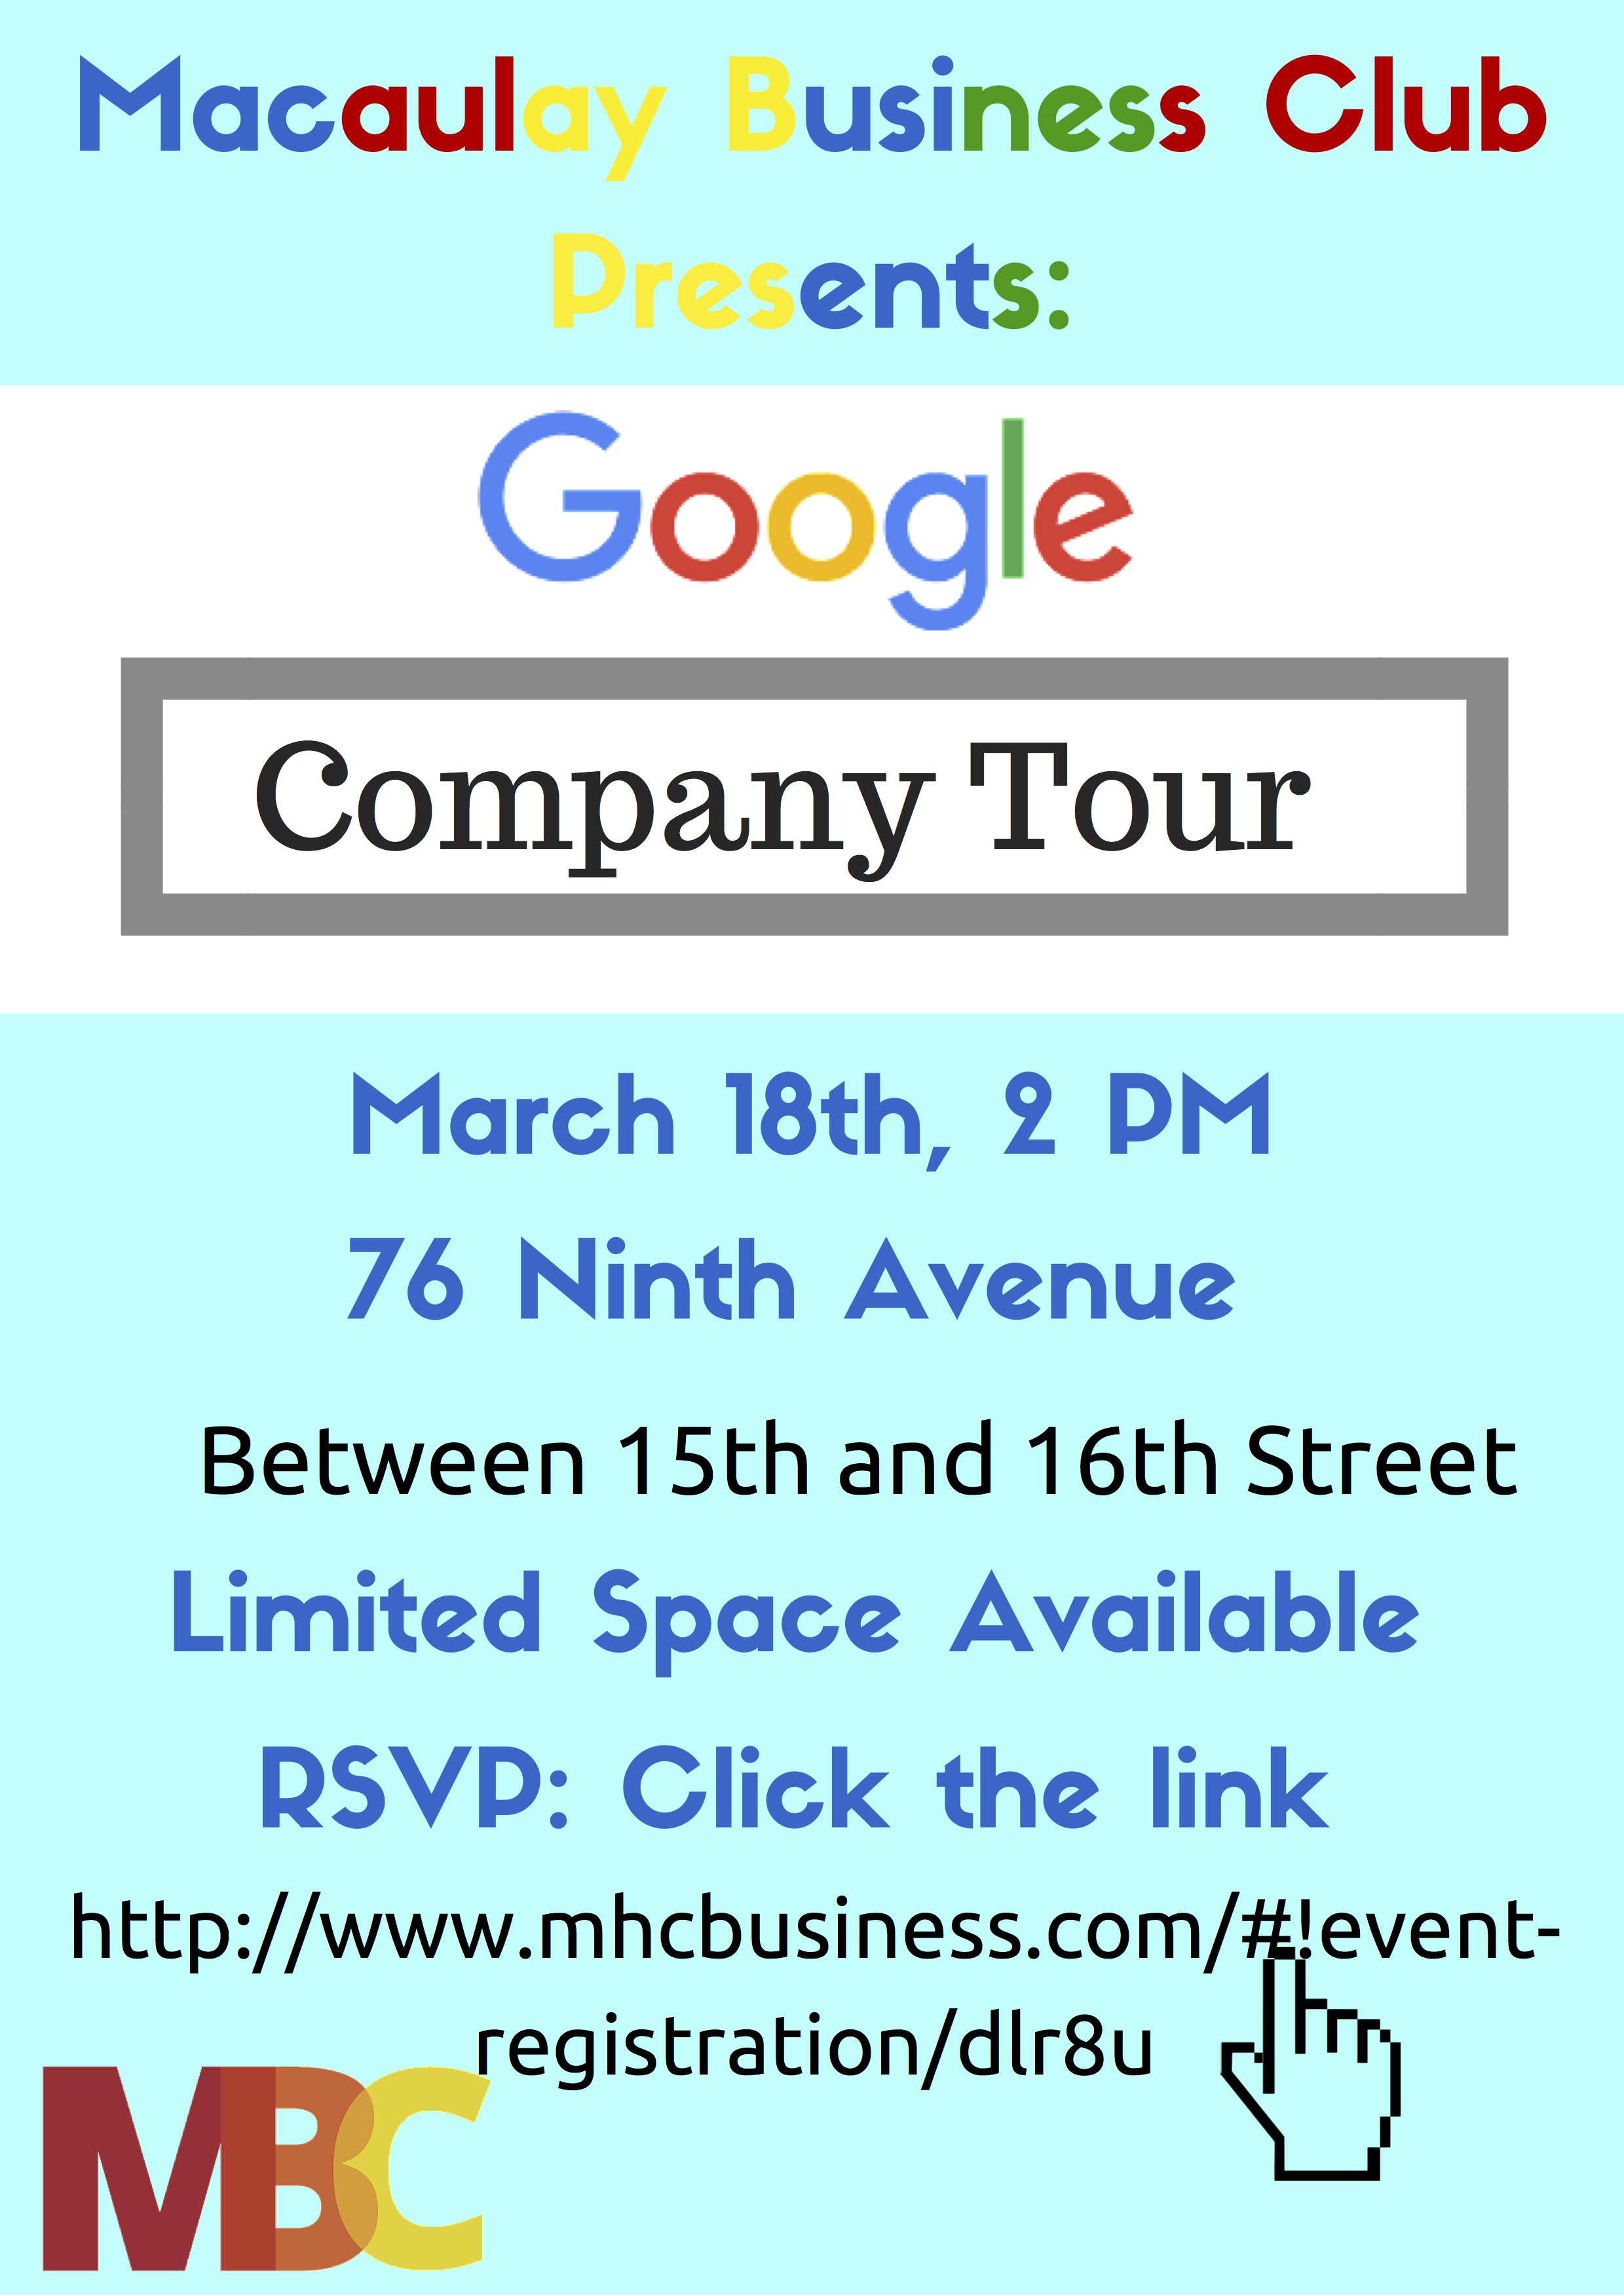 Macaulay Business Club
Presents:
Google
Company Tour
March 18th, 2 PM
76 Ninth Avenue
Between 15th and 16th Street
Limited Space Available
RSVP: Click the link
http://www.mhcbusiness.com/#!event-
registration/dlr8u
MBC